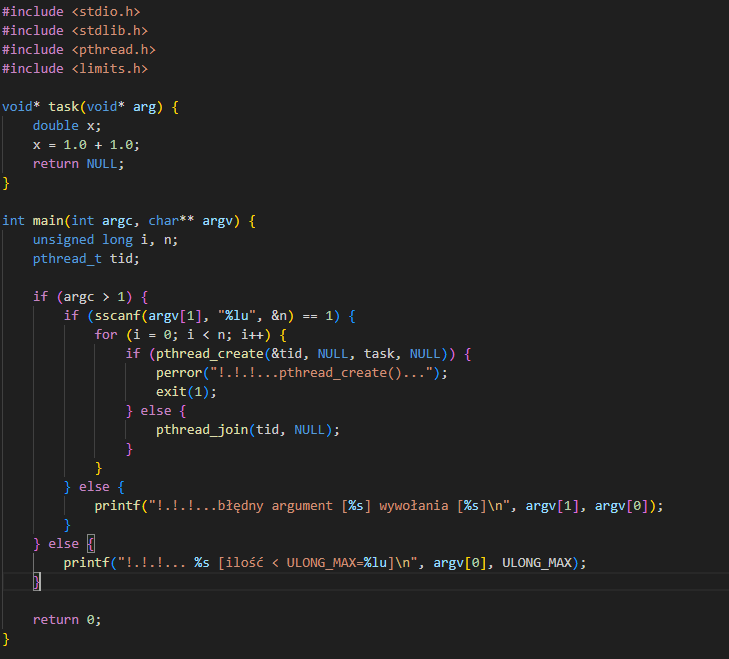 #include <stdio.h>
#include <stdlib.h>
#include <pthread.h>
#include <limits.h>
void* task(void* arg) {
    double x;
    x = 1.0 + 1.0;
    return NULL;
}
int main(int argc, char** argv) {
    unsigned long i, n;
    pthread_t tid;
    if (argc > 1) {
        if (sscanf(argv[1], "%lu", &n) == 1) {
            for (i = 0; i < n; i++) {
                if (pthread_create(&tid, NULL, task, NULL)) {
                    perror("!.!.!...pthread_create()...");
                    exit(1);
                } else {
                    pthread_join(tid, NULL);
                }
            }
        } else {
            printf("!.!.!...błędny argument [%s] wywołania [%s]\n", argv[1], argv[0]);
        }
    } else {
        printf("!.!.!... %s [ilość < ULONG_MAX=%lu]\n", argv[0], ULONG_MAX);
    }
    return 0;
}